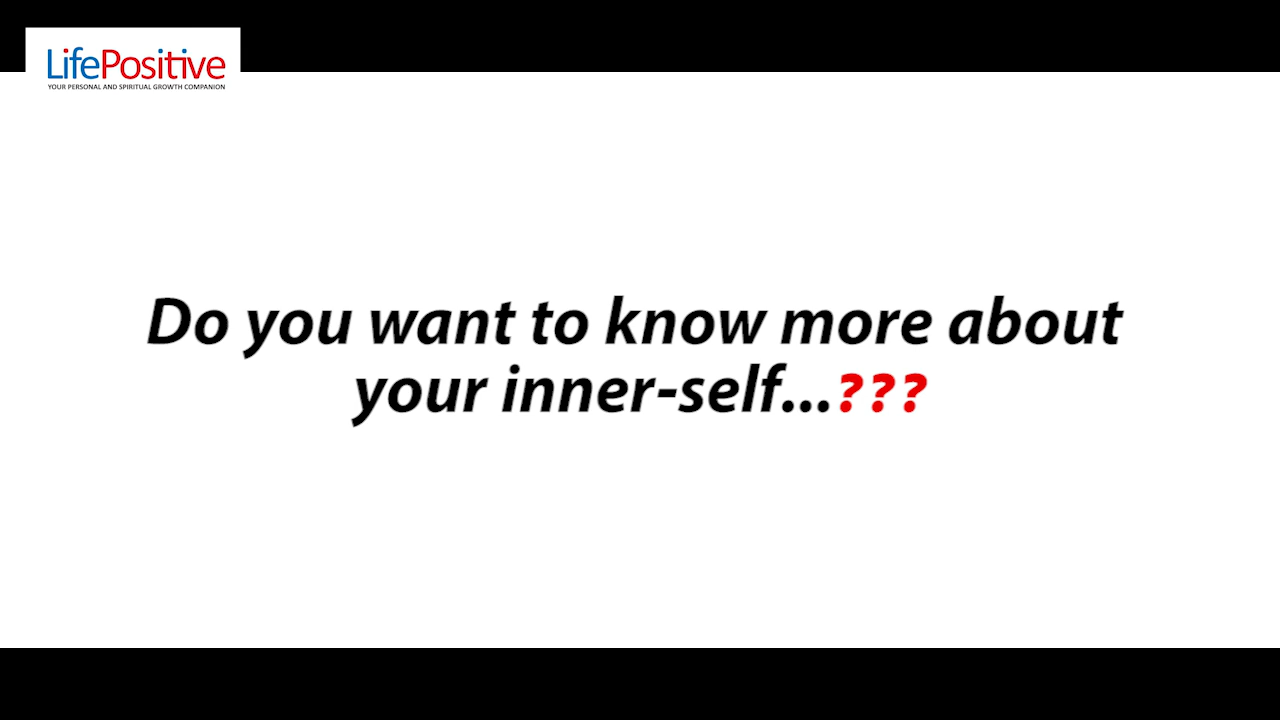 LifePositive
YOUR PERSONAL AND SPIRITUAL GROWTH COMPANION
Do you want to know more about
your inner-self...???